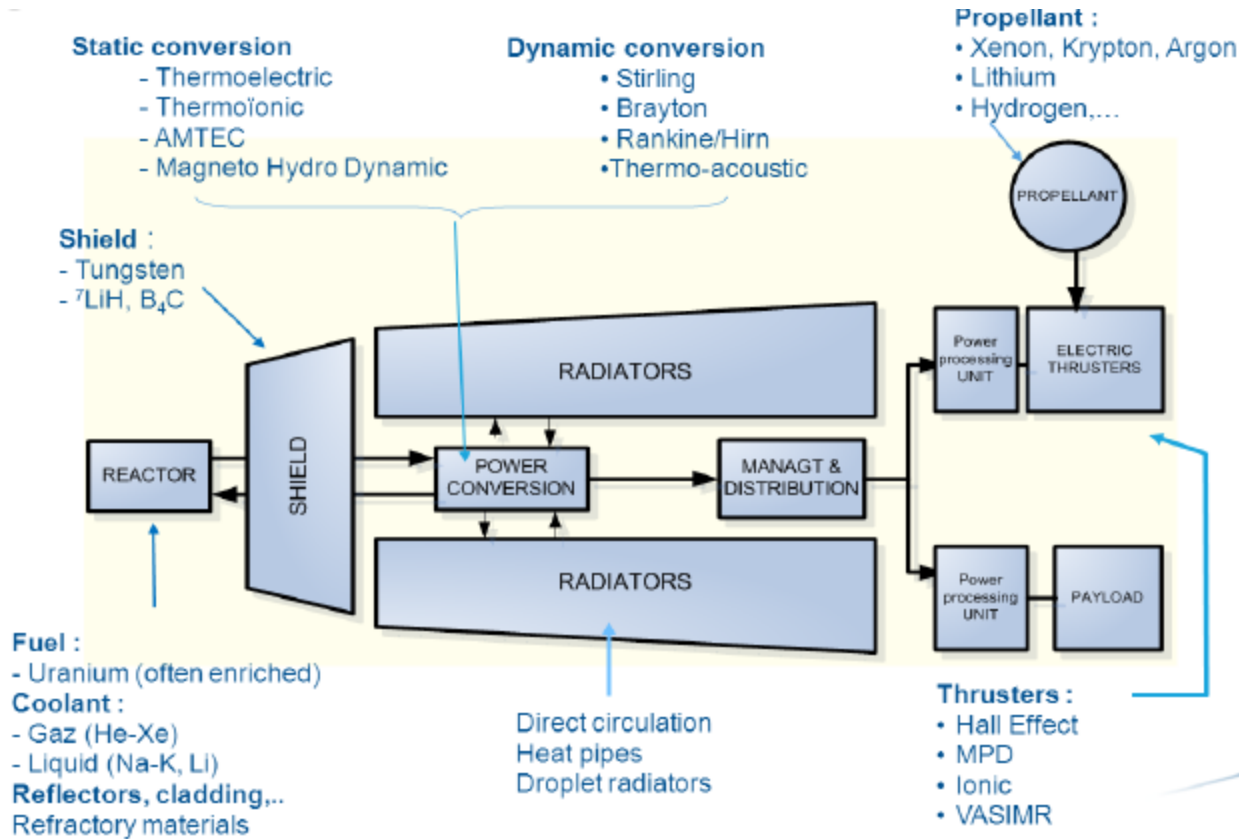 Static conversion
- Thermoelectric
- Thermoïonic
- AMTEC
- Magneto Hydro Dynamic
Dynamic conversion
• Stirling
• Brayton
• Rankine/Hirn
•Thermo-acoustic
Propellant :
• Xenon, Krypton, Argon
• Lithium
• Hydrogen,...
PROPELLANT
Shield :
- Tungsten
- ⁷LiH, B₄C
RADIATORS
Power
processing
UNIT
ELECTRIC
THRUSTERS
REACTOR
SHIELD
POWER
CONVERSION
MANAGT &
DISTRIBUTION
RADIATORS
Power
processing
UNIT
PAYLOAD
Fuel :
- Uranium (often enriched)
Coolant :
- Gaz (He-Xe)
- Liquid (Na-K, Li)
Reflectors, cladding,..
Refractory materials
Direct circulation
Heat pipes
Droplet radiators
Thrusters :
• Hall Effect
• MPD
• Ionic
• VASIMR